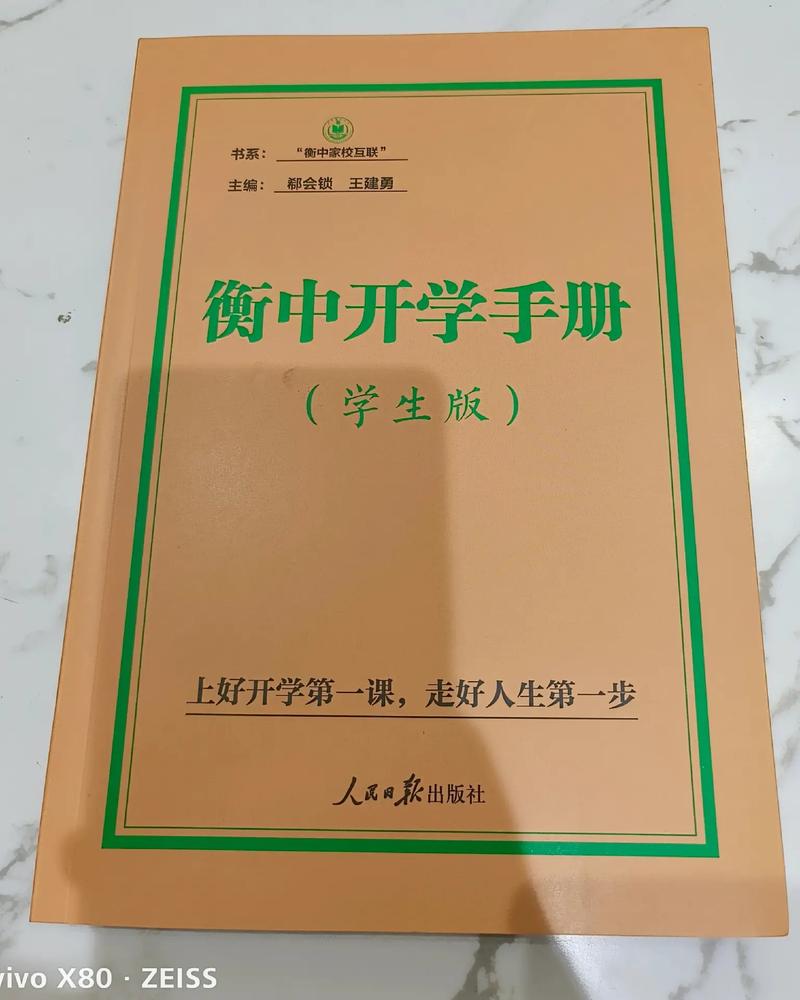 书系：“衡中家校互联”
主编：郗会锁 王建勇
衡中开学手册
（学生版）
上好开学第一课，走好人生第一步
人民日报出版社
vivo X80 · ZEISS